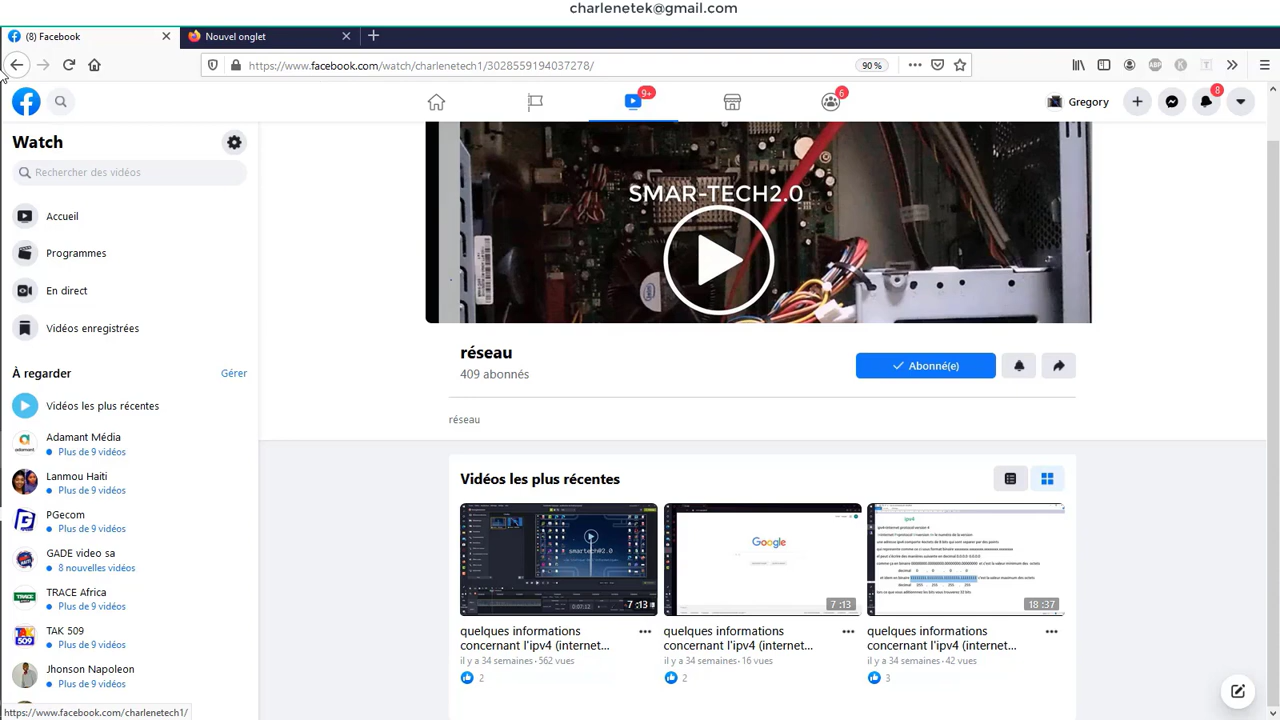 charlenetek@gmail.com
(8) Facebook
Nouvel onglet
https://www.facebook.com/watch/charlenetech1/3028559194037278/
90 %
9+
6
Gregory
8
Watch
Rechercher des vidéos
Accueil
Programmes
En direct
Vidéos enregistrées
À regarder
Gérer
Vidéos les plus récentes
Adamant Média
Plus de 9 vidéos
Lanmou Haiti
Plus de 9 vidéos
PGecom
Plus de 9 vidéos
GADE video sa
8 nouvelles vidéos
TRACE Africa
Plus de 9 vidéos
TAK 509
Plus de 9 vidéos
Jhonson Napoleon
Plus de 9 vidéos
https://www.facebook.com/charlenetech1/
SMAR-TECH2.0
réseau
409 abonnés
Abonné(e)
réseau
Vidéos les plus récentes
smartech#2.0
7:13
Google
7:13
ipv4
18:37
quelques informations
concernant l'ipv4 (internet...
il y a 34 semaines · 562 vues
2
quelques informations
concernant l'ipv4 (internet...
il y a 34 semaines · 16 vues
2
quelques informations
concernant l'ipv4 (internet...
il y a 34 semaines · 42 vues
3